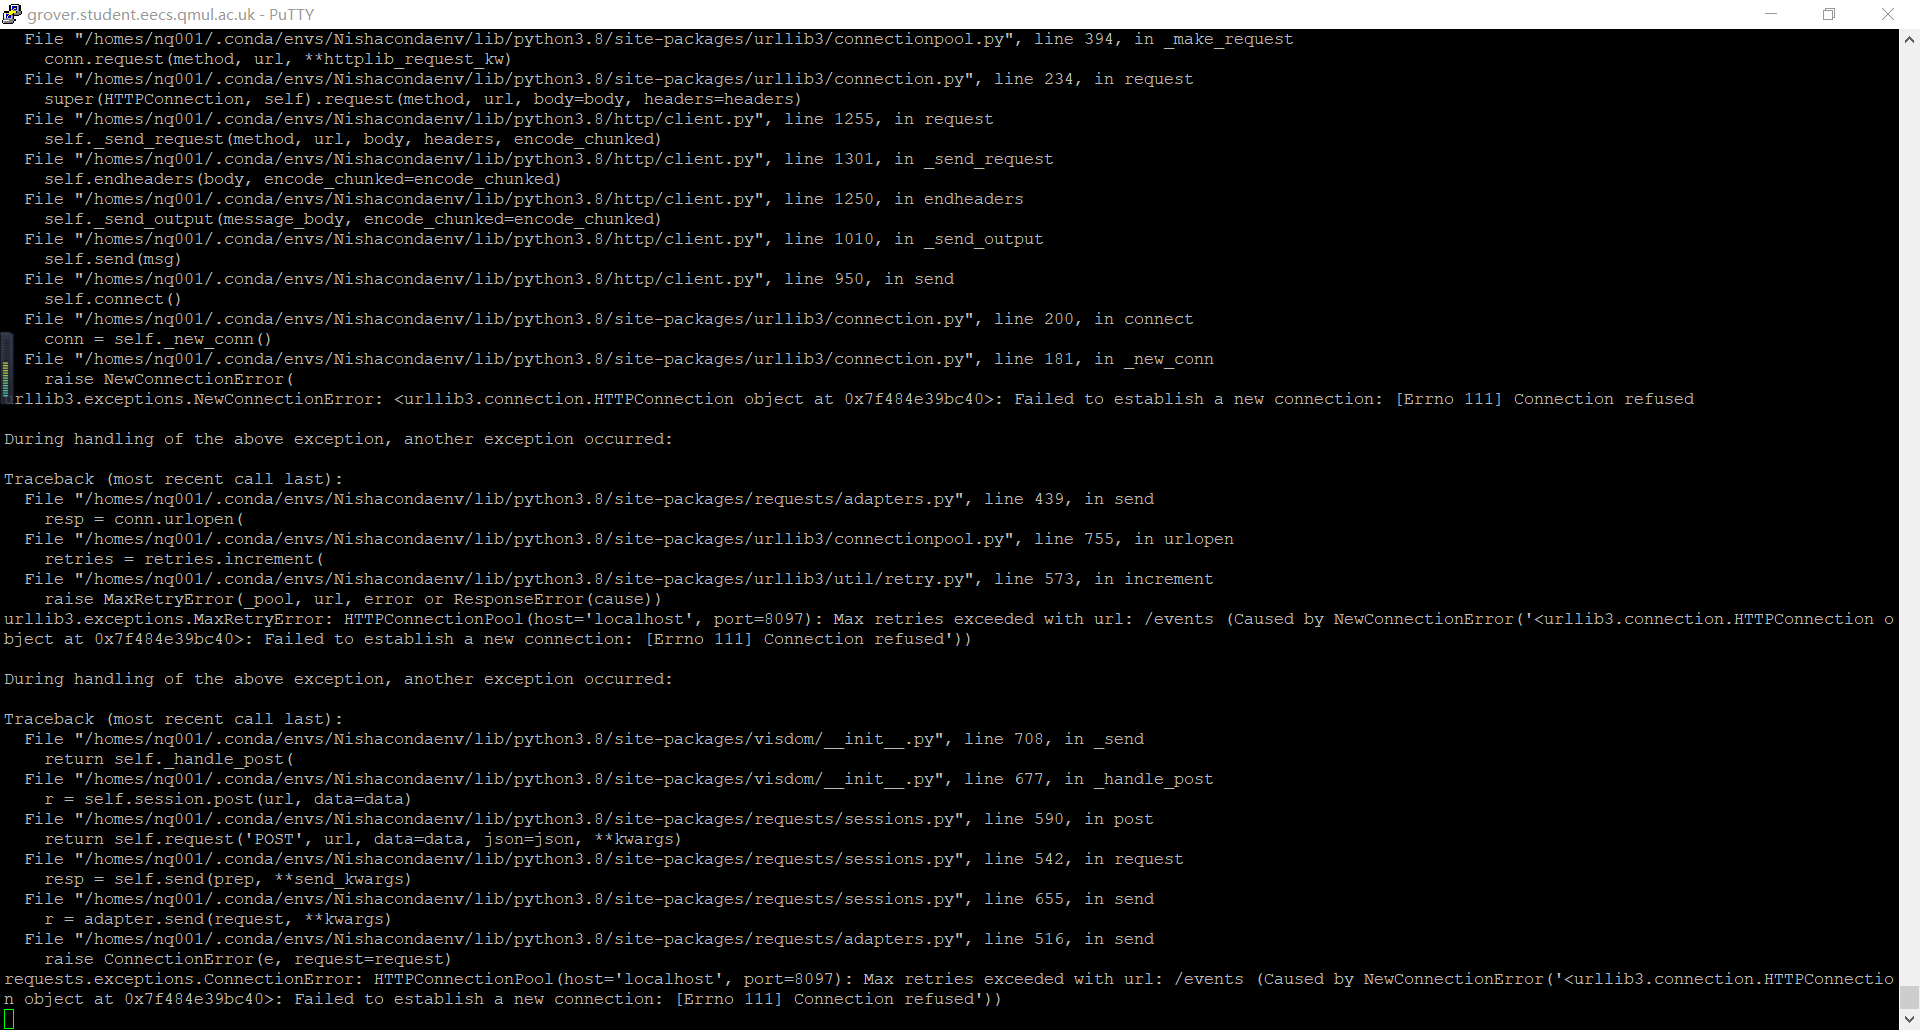 grover.student.eecs.qmul.ac.uk - PuTTY
File "/homes/nq001/.conda/envs/Nishacondaenv/lib/python3.8/site-packages/urllib3/connectionpool.py", line 394, in _make_request
conn.request(method, url, **httplib_request_kw)
File "/homes/nq001/.conda/envs/Nishacondaenv/lib/python3.8/site-packages/urllib3/connection.py", line 234, in request
super(HTTPConnection, self).request(method, url, body=body, headers=headers)
File "/homes/nq001/.conda/envs/Nishacondaenv/lib/python3.8/http/client.py", line 1255, in request
self._send_request(method, url, body, headers, encode_chunked)
File "/homes/nq001/.conda/envs/Nishacondaenv/lib/python3.8/http/client.py", line 1301, in _send_request
self.endheaders(body, encode_chunked=encode_chunked)
File "/homes/nq001/.conda/envs/Nishacondaenv/lib/python3.8/http/client.py", line 1250, in endheaders
self._send_output(message_body, encode_chunked=encode_chunked)
File "/homes/nq001/.conda/envs/Nishacondaenv/lib/python3.8/http/client.py", line 1010, in _send_output
self.send(msg)
File "/homes/nq001/.conda/envs/Nishacondaenv/lib/python3.8/http/client.py", line 950, in send
self.connect()
File "/homes/nq001/.conda/envs/Nishacondaenv/lib/python3.8/site-packages/urllib3/connection.py", line 200, in connect
conn = self._new_conn()
File "/homes/nq001/.conda/envs/Nishacondaenv/lib/python3.8/site-packages/urllib3/connection.py", line 181, in _new_conn
raise NewConnectionError(
urllib3.exceptions.NewConnectionError: <urllib3.connection.HTTPConnection object at 0x7f484e39bc40>: Failed to establish a new connection: [Errno 111] Connection refused
During handling of the above exception, another exception occurred:
Traceback (most recent call last):
File "/homes/nq001/.conda/envs/Nishacondaenv/lib/python3.8/site-packages/requests/adapters.py", line 439, in send
resp = conn.urlopen(
File "/homes/nq001/.conda/envs/Nishacondaenv/lib/python3.8/site-packages/urllib3/connectionpool.py", line 755, in urlopen
retries = retries.increment(
File "/homes/nq001/.conda/envs/Nishacondaenv/lib/python3.8/site-packages/urllib3/util/retry.py", line 573, in increment
raise MaxRetryError(_pool, url, error or ResponseError(cause))
urllib3.exceptions.MaxRetryError: HTTPConnectionPool(host='localhost', port=8097): Max retries exceeded with url: /events (Caused by NewConnectionError('<urllib3.connection.HTTPConnection o
bject at 0x7f484e39bc40>: Failed to establish a new connection: [Errno 111] Connection refused'))
During handling of the above exception, another exception occurred:
Traceback (most recent call last):
File "/homes/nq001/.conda/envs/Nishacondaenv/lib/python3.8/site-packages/visdom/__init__.py", line 708, in _send
return self._handle_post(
File "/homes/nq001/.conda/envs/Nishacondaenv/lib/python3.8/site-packages/visdom/__init__.py", line 677, in _handle_post
r = self.session.post(url, data=data)
File "/homes/nq001/.conda/envs/Nishacondaenv/lib/python3.8/site-packages/requests/sessions.py", line 590, in post
return self.request('POST', url, data=data, json=json, **kwargs)
File "/homes/nq001/.conda/envs/Nishacondaenv/lib/python3.8/site-packages/requests/sessions.py", line 542, in request
resp = self.send(prep, **send_kwargs)
File "/homes/nq001/.conda/envs/Nishacondaenv/lib/python3.8/site-packages/requests/sessions.py", line 655, in send
r = adapter.send(request, **kwargs)
File "/homes/nq001/.conda/envs/Nishacondaenv/lib/python3.8/site-packages/requests/adapters.py", line 516, in send
raise ConnectionError(e, request=request)
requests.exceptions.ConnectionError: HTTPConnectionPool(host='localhost', port=8097): Max retries exceeded with url: /events (Caused by NewConnectionError('<urllib3.connection.HTTPConnectio
n object at 0x7f484e39bc40>: Failed to establish a new connection: [Errno 111] Connection refused'))